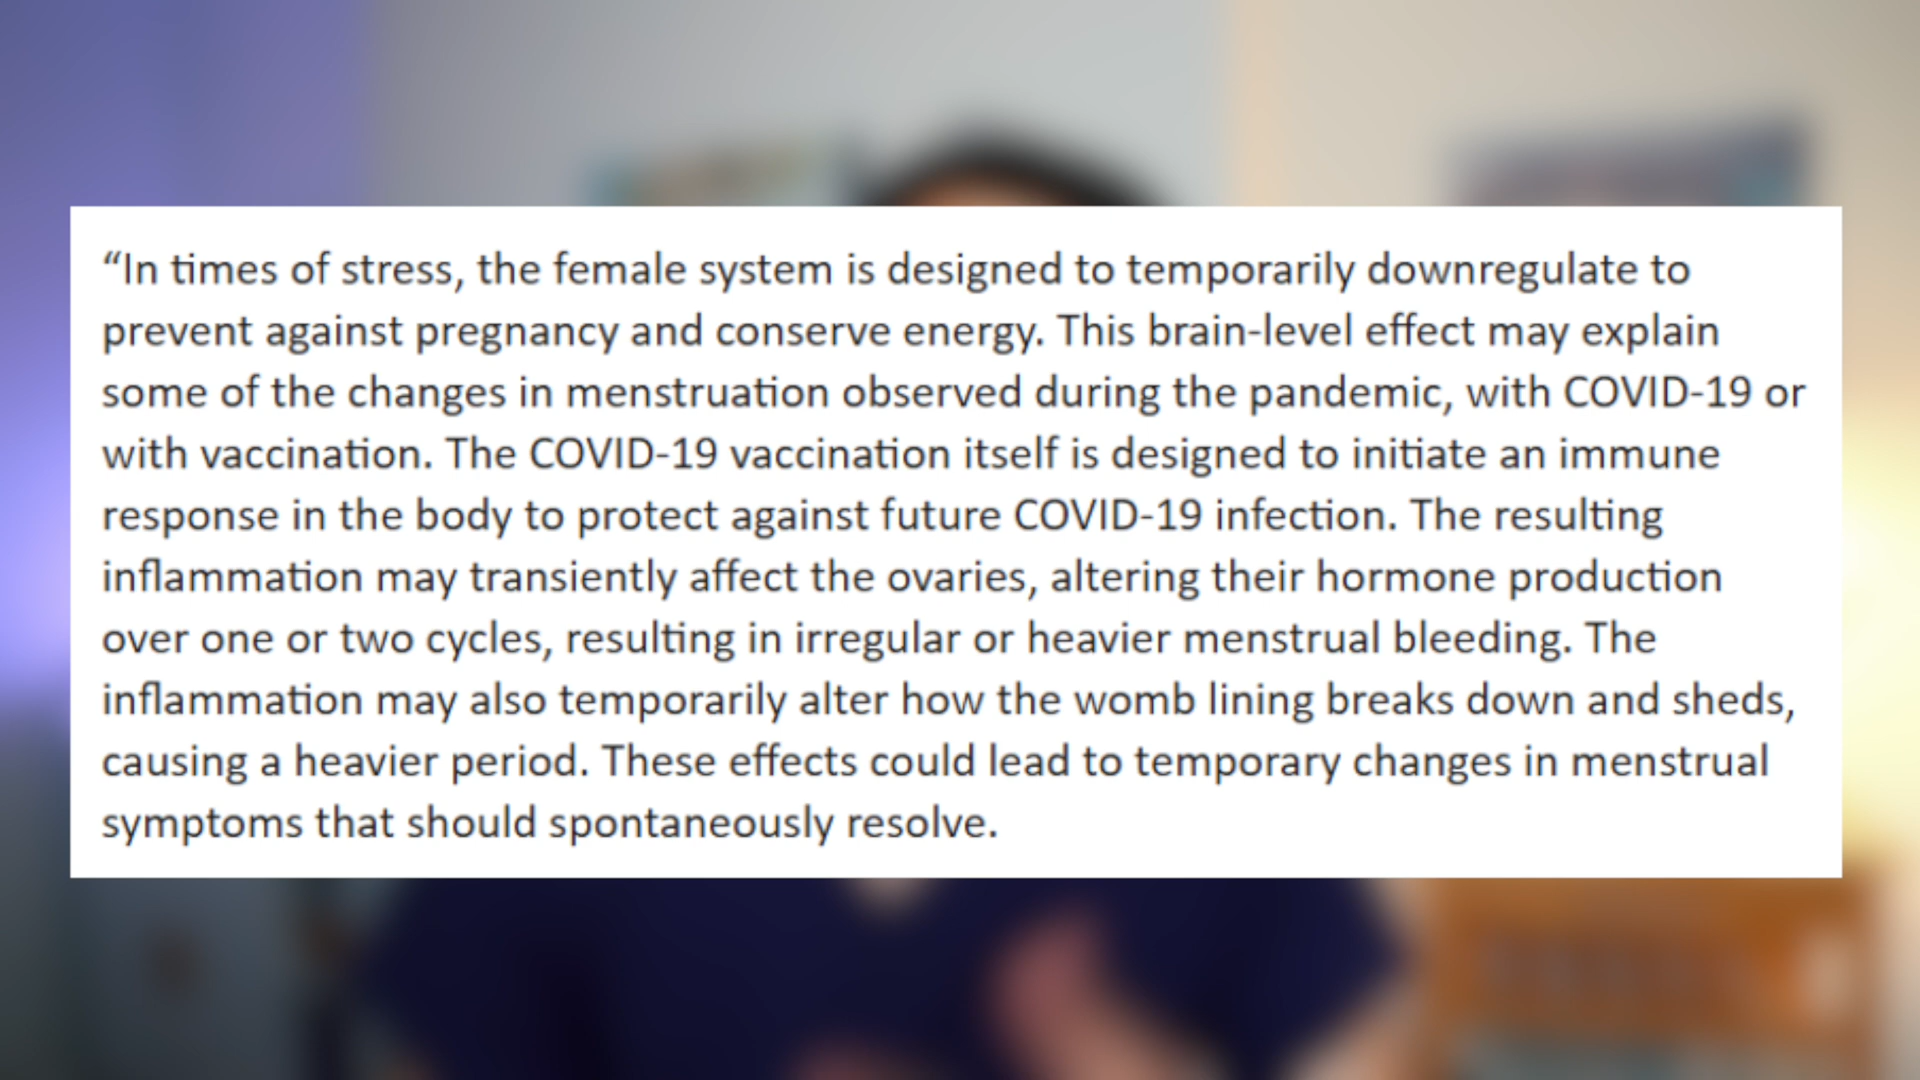 “In times of stress, the female system is designed to temporarily downregulate to
prevent against pregnancy and conserve energy. This brain-level effect may explain
some of the changes in menstruation observed during the pandemic, with COVID-19 or
with vaccination. The COVID-19 vaccination itself is designed to initiate an immune
response in the body to protect against future COVID-19 infection. The resulting
inflammation may transiently affect the ovaries, altering their hormone production
over one or two cycles, resulting in irregular or heavier menstrual bleeding. The
inflammation may also temporarily alter how the womb lining breaks down and sheds,
causing a heavier period. These effects could lead to temporary changes in menstrual
symptoms that should spontaneously resolve.